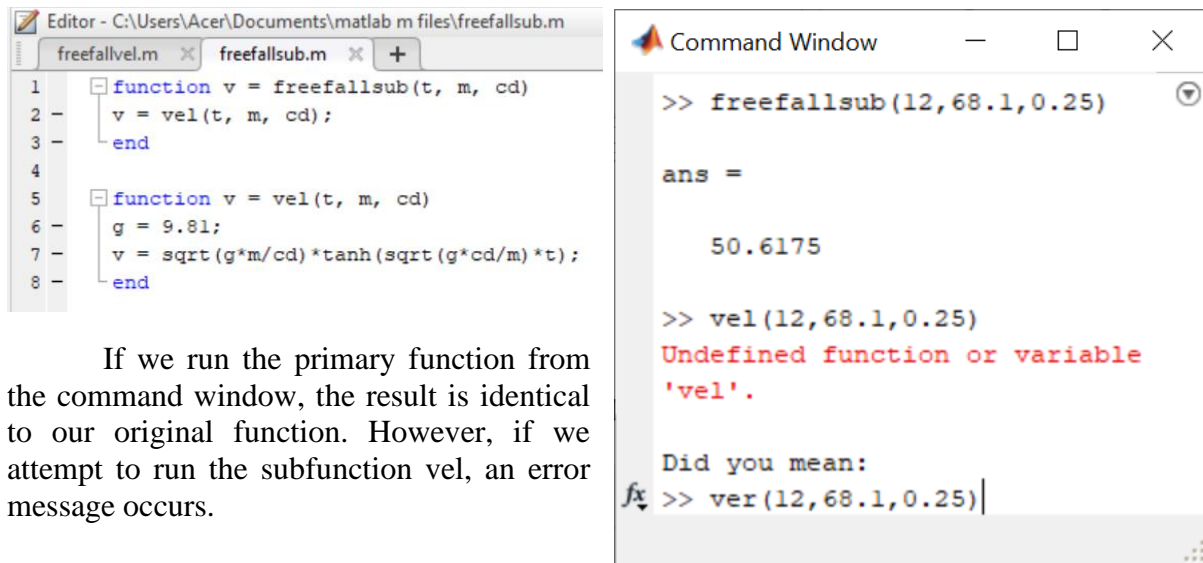 Editor - C:\Users\Acer\Documents\matlab m files\freefallsub.m
freefallvel.m × freefallsub.m × +
1 function v = freefallsub(t, m, cd)
2 – v = vel(t, m, cd);
3 – end
4
5 function v = vel(t, m, cd)
6 – g = 9.81;
7 – v = sqrt(g*m/cd)*tanh(sqrt(g*cd/m)*t);
8 – end
If we run the primary function from
the command window, the result is identical
to our original function. However, if we
attempt to run the subfunction vel, an error
message occurs.
Command Window
>> freefallsub(12,68.1,0.25)
ans =
50.6175
>> vel(12,68.1,0.25)
Undefined function or variable
'vel'.
Did you mean:
fx >> ver(12,68.1,0.25)